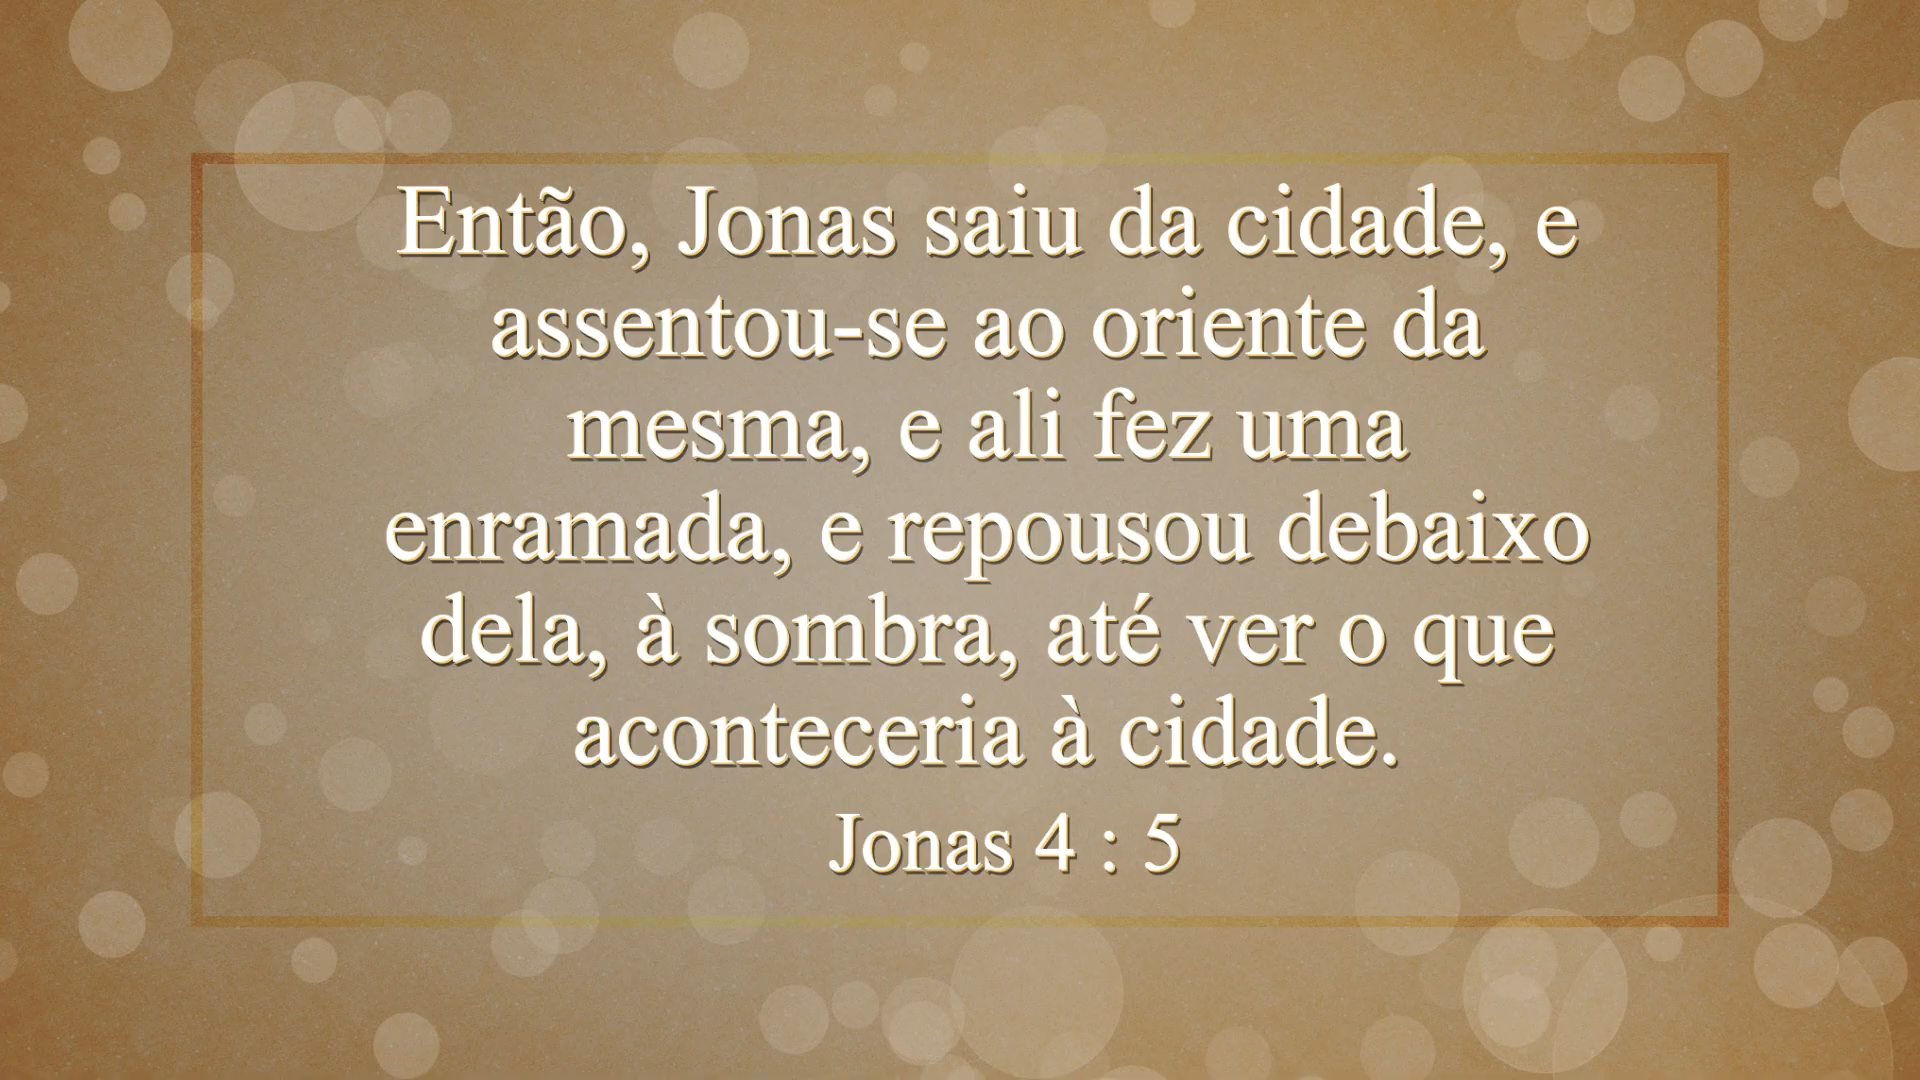 Então, Jonas saiu da cidade, e
assentou-se ao oriente da
mesma, e ali fez uma
enramada, e repousou debaixo
dela, à sombra, até ver o que
aconteceria à cidade.
Jonas 4 : 5